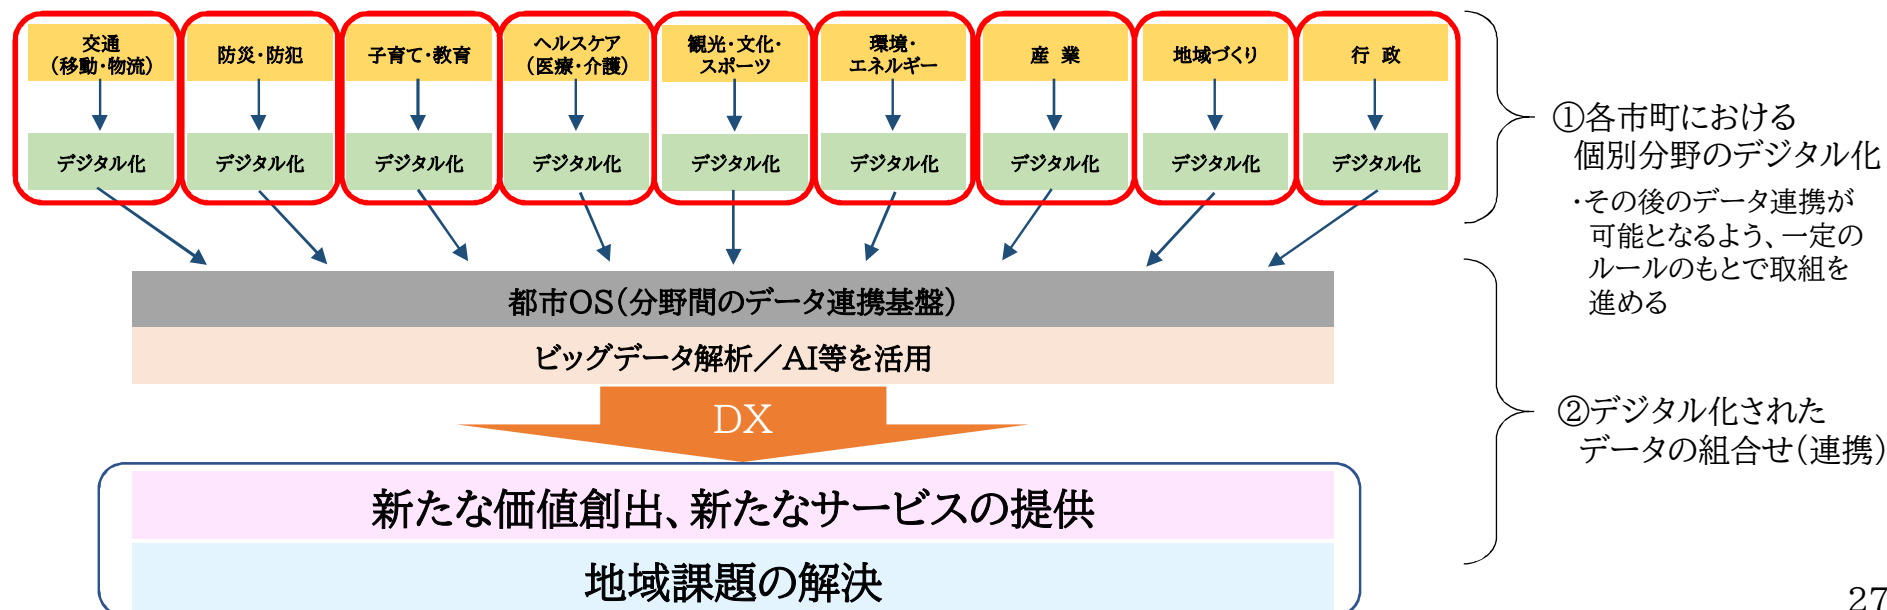 交通
(移動・物流)
防災・防犯
子育て・教育
ヘルスケア
(医療・介護)
観光・文化・
スポーツ
環境・
エネルギー
産 業
地域づくり
行 政
デジタル化
デジタル化
デジタル化
デジタル化
デジタル化
デジタル化
デジタル化
デジタル化
デジタル化
①各市町における
個別分野のデジタル化
・その後のデータ連携が
可能となるよう、一定の
ルールのもとで取組を
進める
都市OS(分野間のデータ連携基盤)
ビッグデータ解析／AI等を活用
DX
②デジタル化された
データの組合せ(連携)
新たな価値創出、新たなサービスの提供
地域課題の解決
27